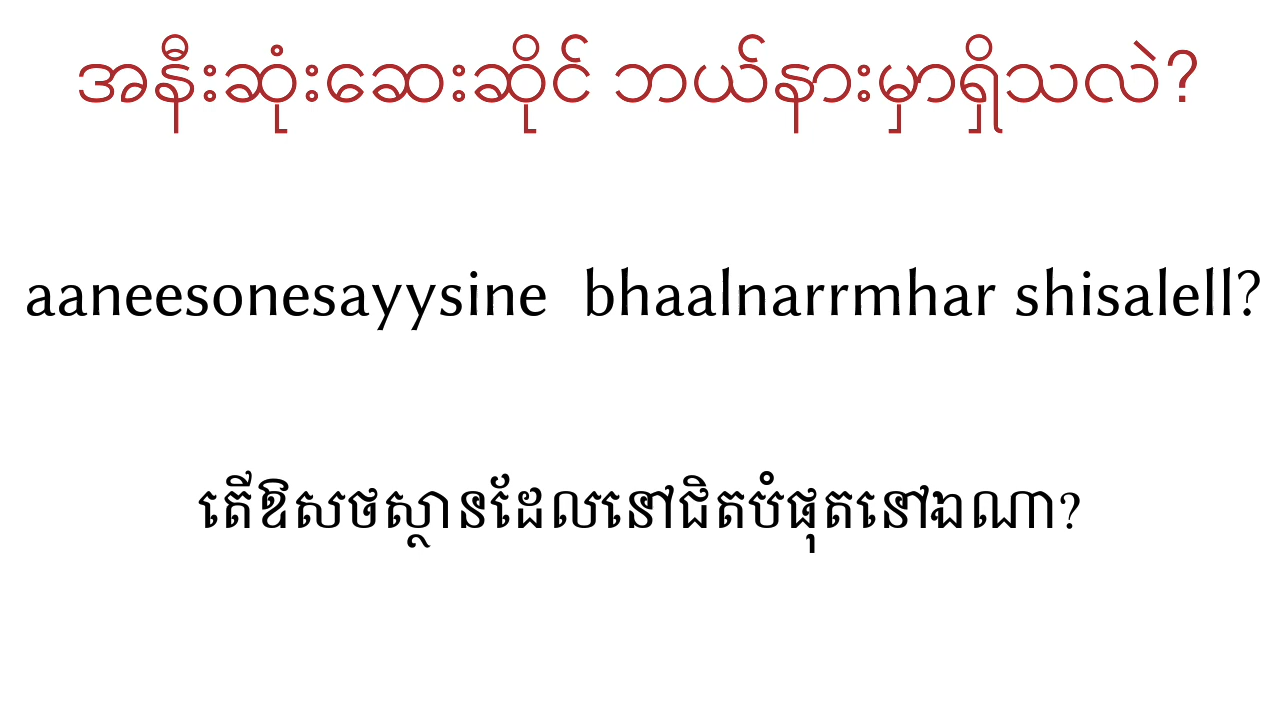 အနီးဆုံးဆေးဆိုင် ဘယ်နားမှာရှိသလဲ?
aaneesonesayysine bhaalnarrmhar shisalell?
តើឱសថស្ថានដែលនៅជិតបំផុតនៅឯណា?